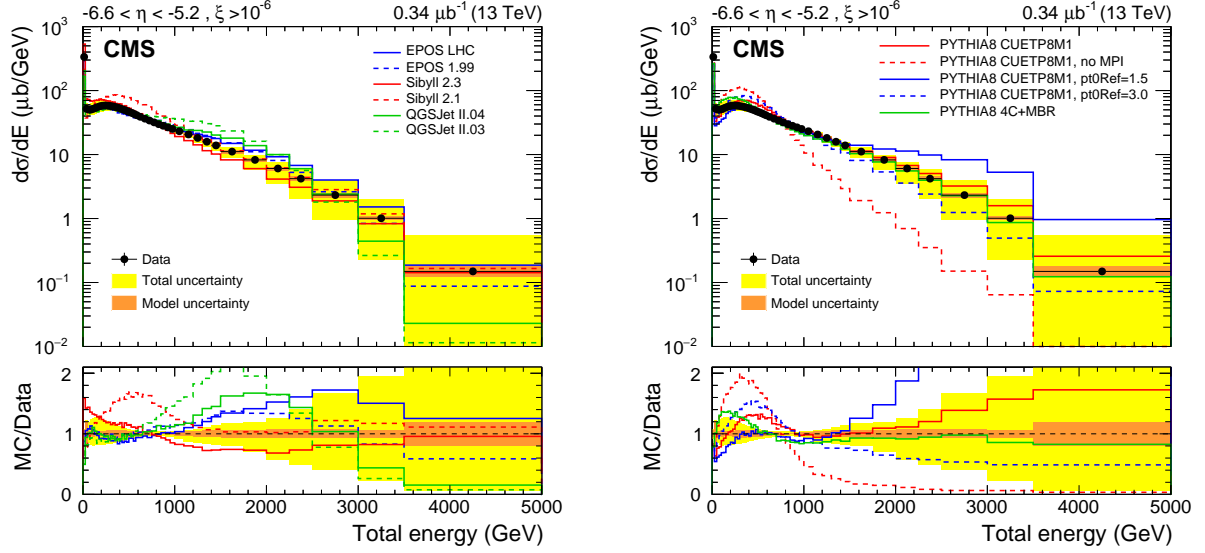 -6.6 < η < -5.2 , ξ >10⁻⁶ 0.34 μb⁻¹ (13 TeV)
CMS
EPOS LHC
EPOS 1.99
Sibyll 2.3
Sibyll 2.1
QGSJet II.04
QGSJet II.03
Data
Total uncertainty
Model uncertainty
dσ/dE (μb/GeV)
10³
10²
10
1
10⁻¹
10⁻²
MC/Data
2
1
0
0 1000 2000 3000 4000 5000
Total energy (GeV)
-6.6 < η < -5.2 , ξ >10⁻⁶ 0.34 μb⁻¹ (13 TeV)
CMS
PYTHIA8 CUETP8M1
PYTHIA8 CUETP8M1, no MPI
PYTHIA8 CUETP8M1, pt0Ref=1.5
PYTHIA8 CUETP8M1, pt0Ref=3.0
PYTHIA8 4C+MBR
Data
Total uncertainty
Model uncertainty
dσ/dE (μb/GeV)
10³
10²
10
1
10⁻¹
10⁻²
MC/Data
2
1
0
0 1000 2000 3000 4000 5000
Total energy (GeV)